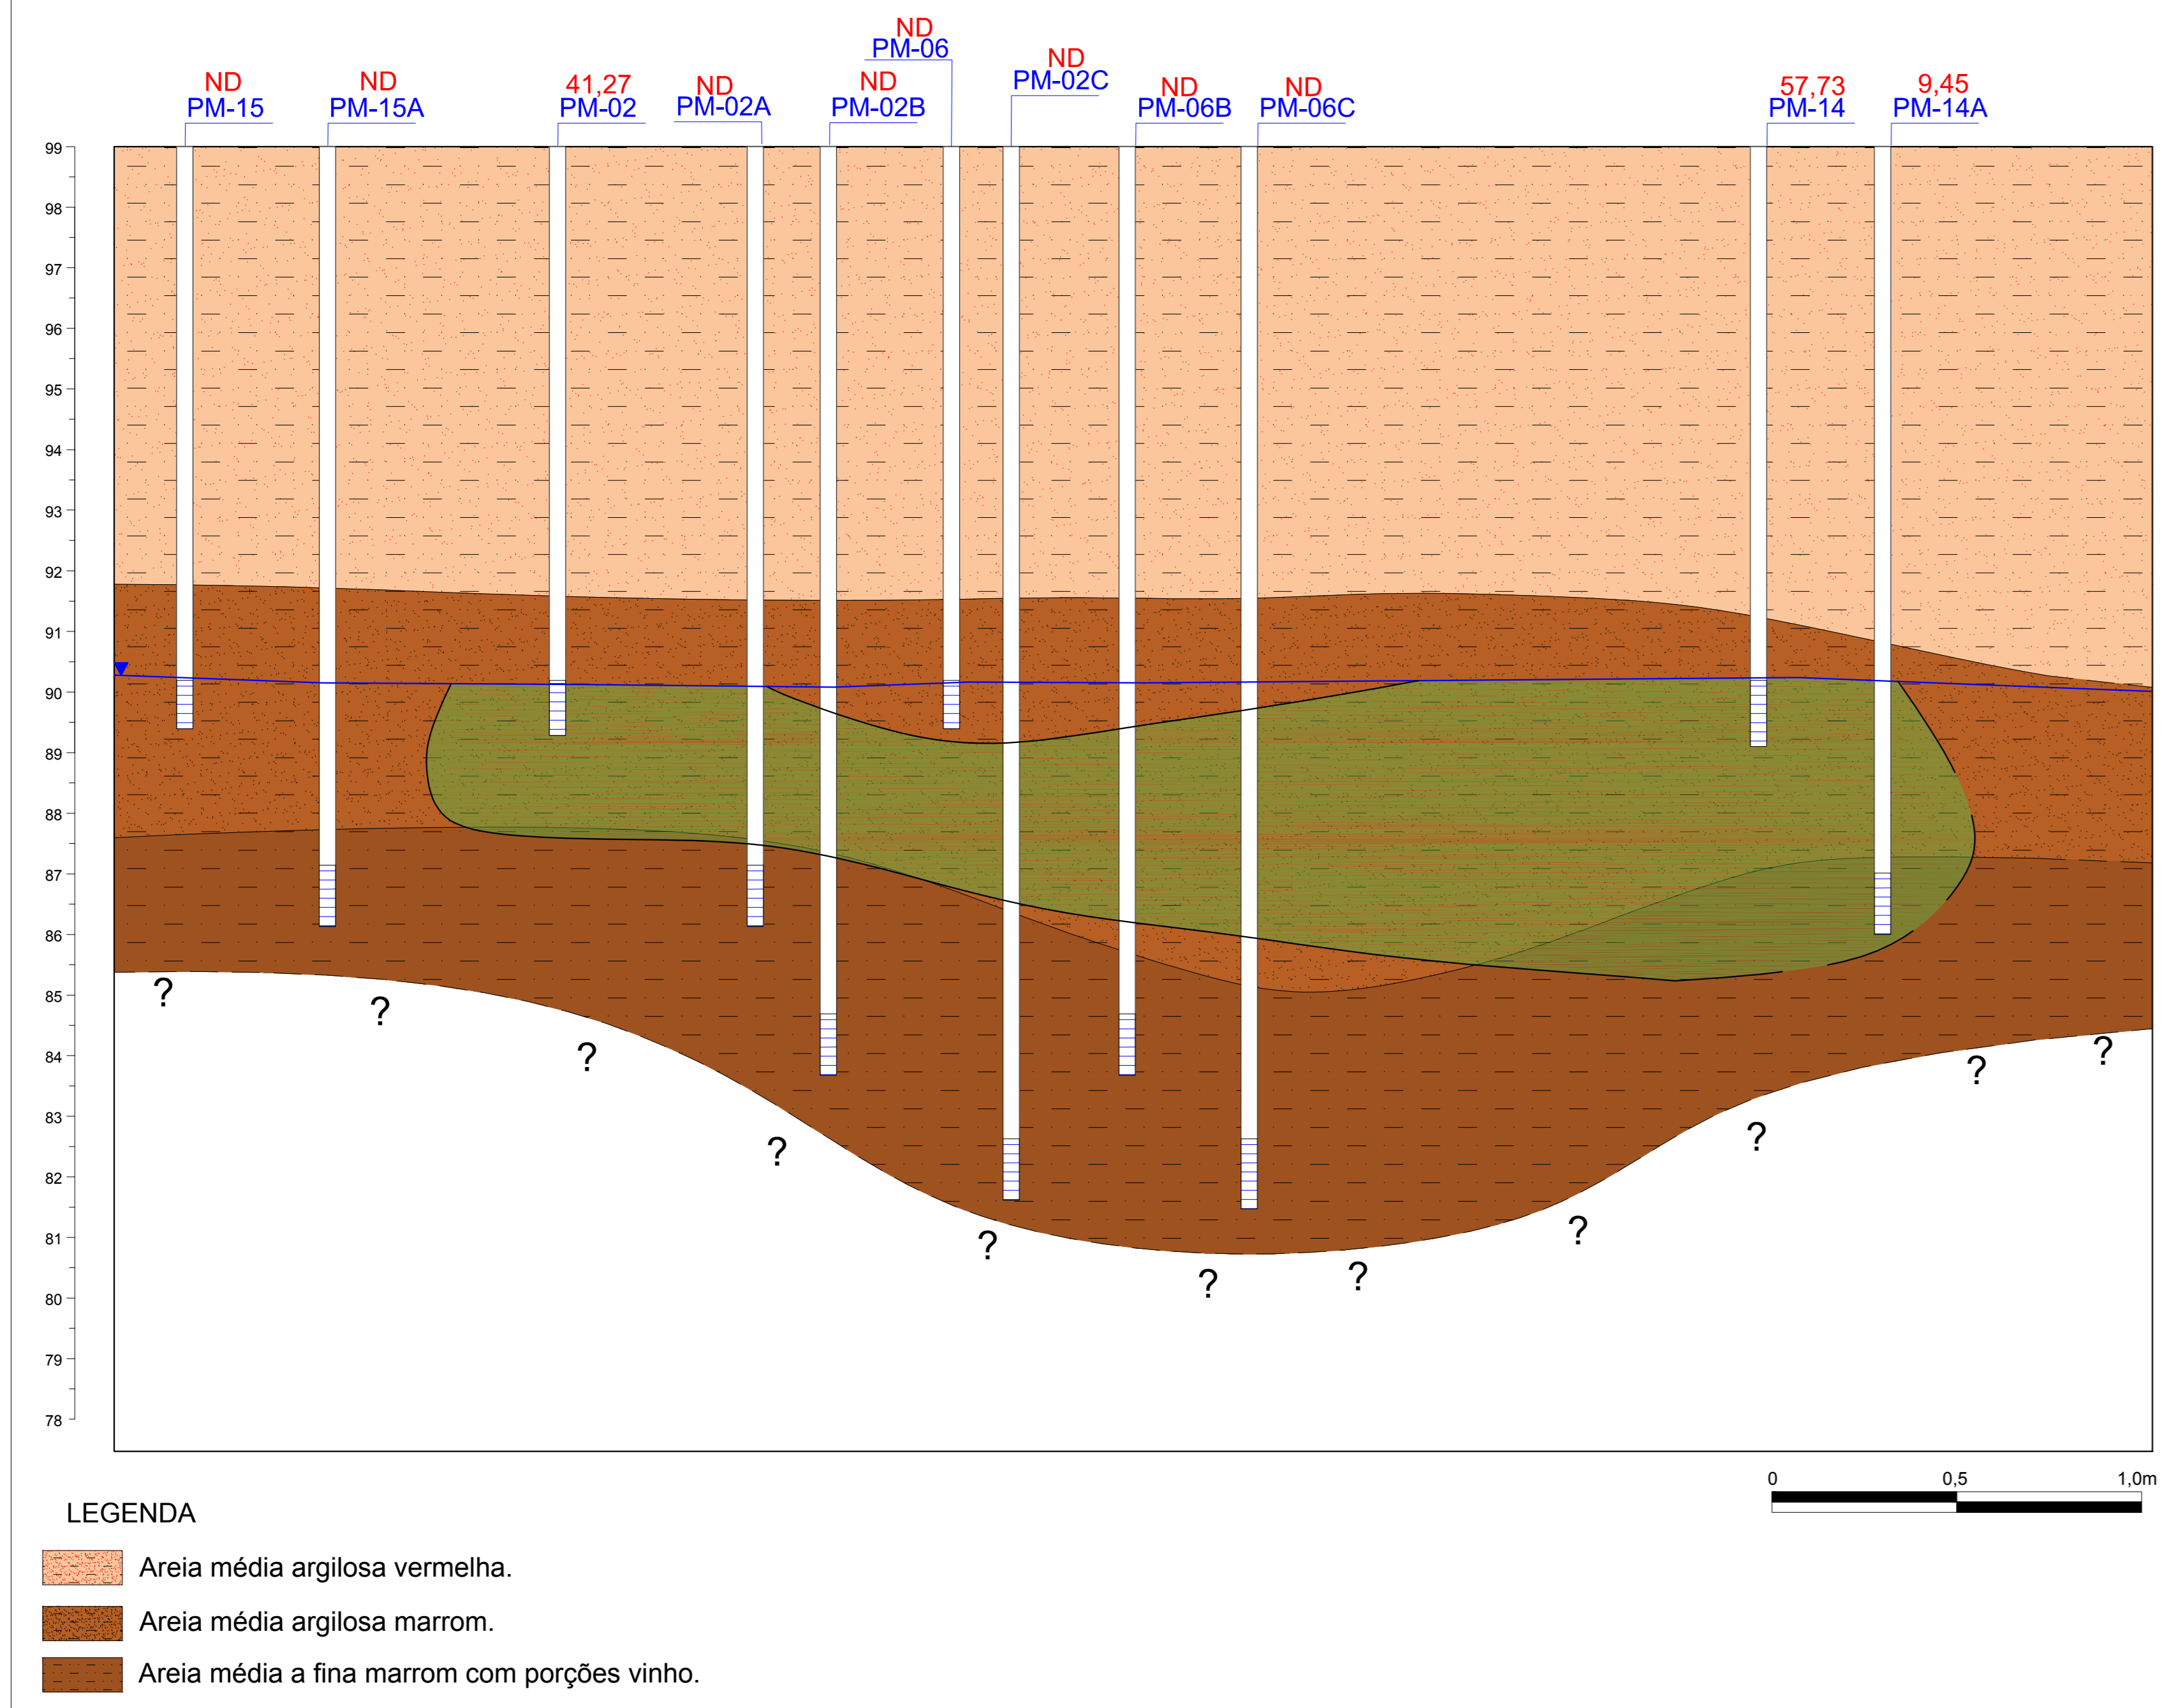 ND
PM-06
ND
PM-02C
ND
PM-15
ND
PM-15A
41,27
PM-02
ND
PM-02A
ND
PM-02B
ND
PM-06B
ND
PM-06C
57,73
PM-14
9,45
PM-14A
99
98
97
96
95
94
93
92
91
90
89
88
87
86
85
84
83
82
81
80
79
78
?
?
?
?
?
?
?
?
?
?
?
0 0,5 1,0m
LEGENDA
Areia média argilosa vermelha.
Areia média argilosa marrom.
Areia média a fina marrom com porções vinho.